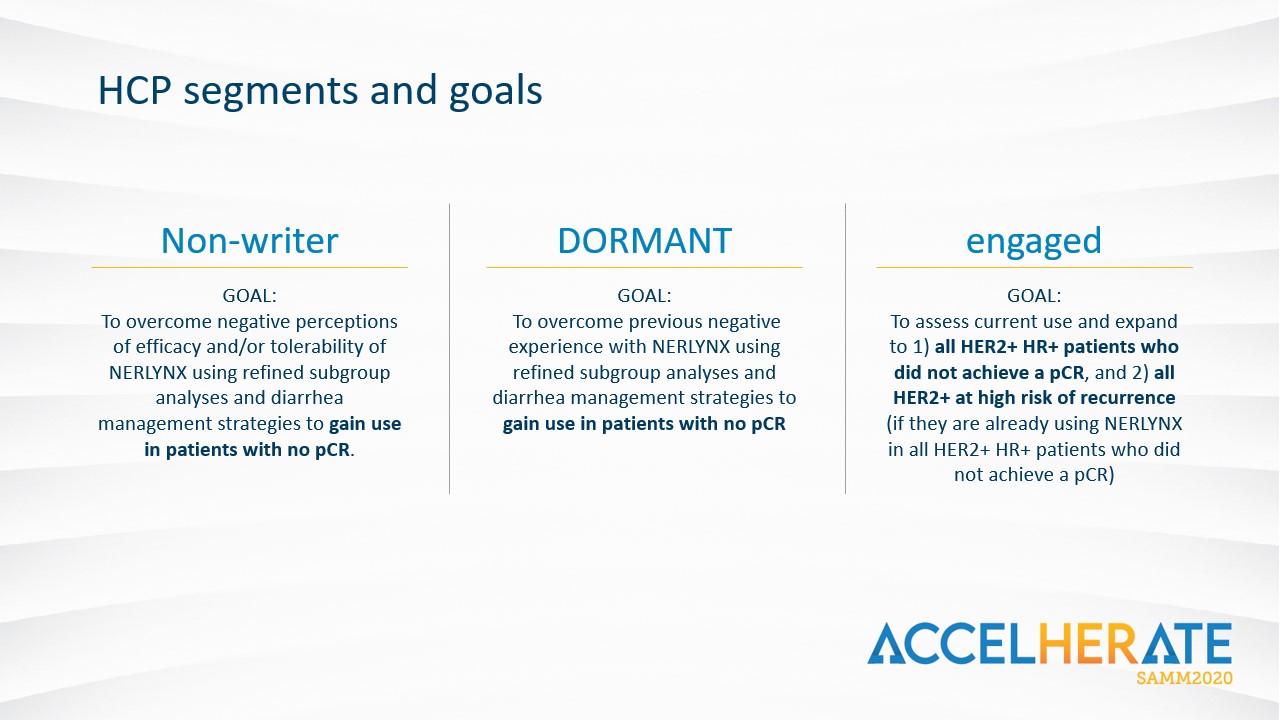 HCP segments and goals
Non-writer
GOAL:
To overcome negative perceptions
of efficacy and/or tolerability of
NERLYNX using refined subgroup
analyses and diarrhea
management strategies to gain use
in patients with no pCR.
DORMANT
GOAL:
To overcome previous negative
experience with NERLYNX using
refined subgroup analyses and
diarrhea management strategies to
gain use in patients with no pCR
engaged
GOAL:
To assess current use and expand
to 1) all HER2+ HR+ patients who
did not achieve a pCR, and 2) all
HER2+ at high risk of recurrence
(if they are already using NERLYNX
in all HER2+ HR+ patients who did
not achieve a pCR)
ACCELHERATE
SAMM2020